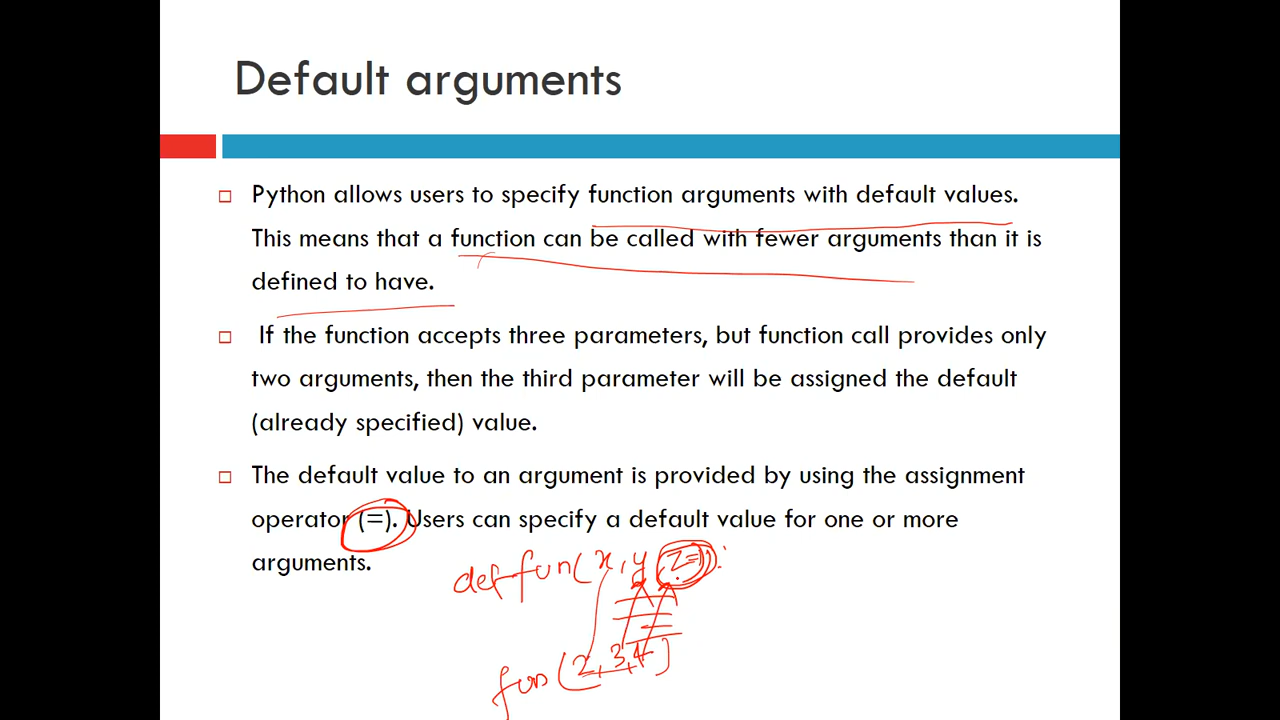 Default arguments
Python allows users to specify function arguments with default values.
This means that a function can be called with fewer arguments than it is
defined to have.
If the function accepts three parameters, but function call provides only
two arguments, then the third parameter will be assigned the default
(already specified) value.
The default value to an argument is provided by using the assignment
operator (=). Users can specify a default value for one or more
arguments.
def fun(x, y z=1):
fun (2, 3, 4)